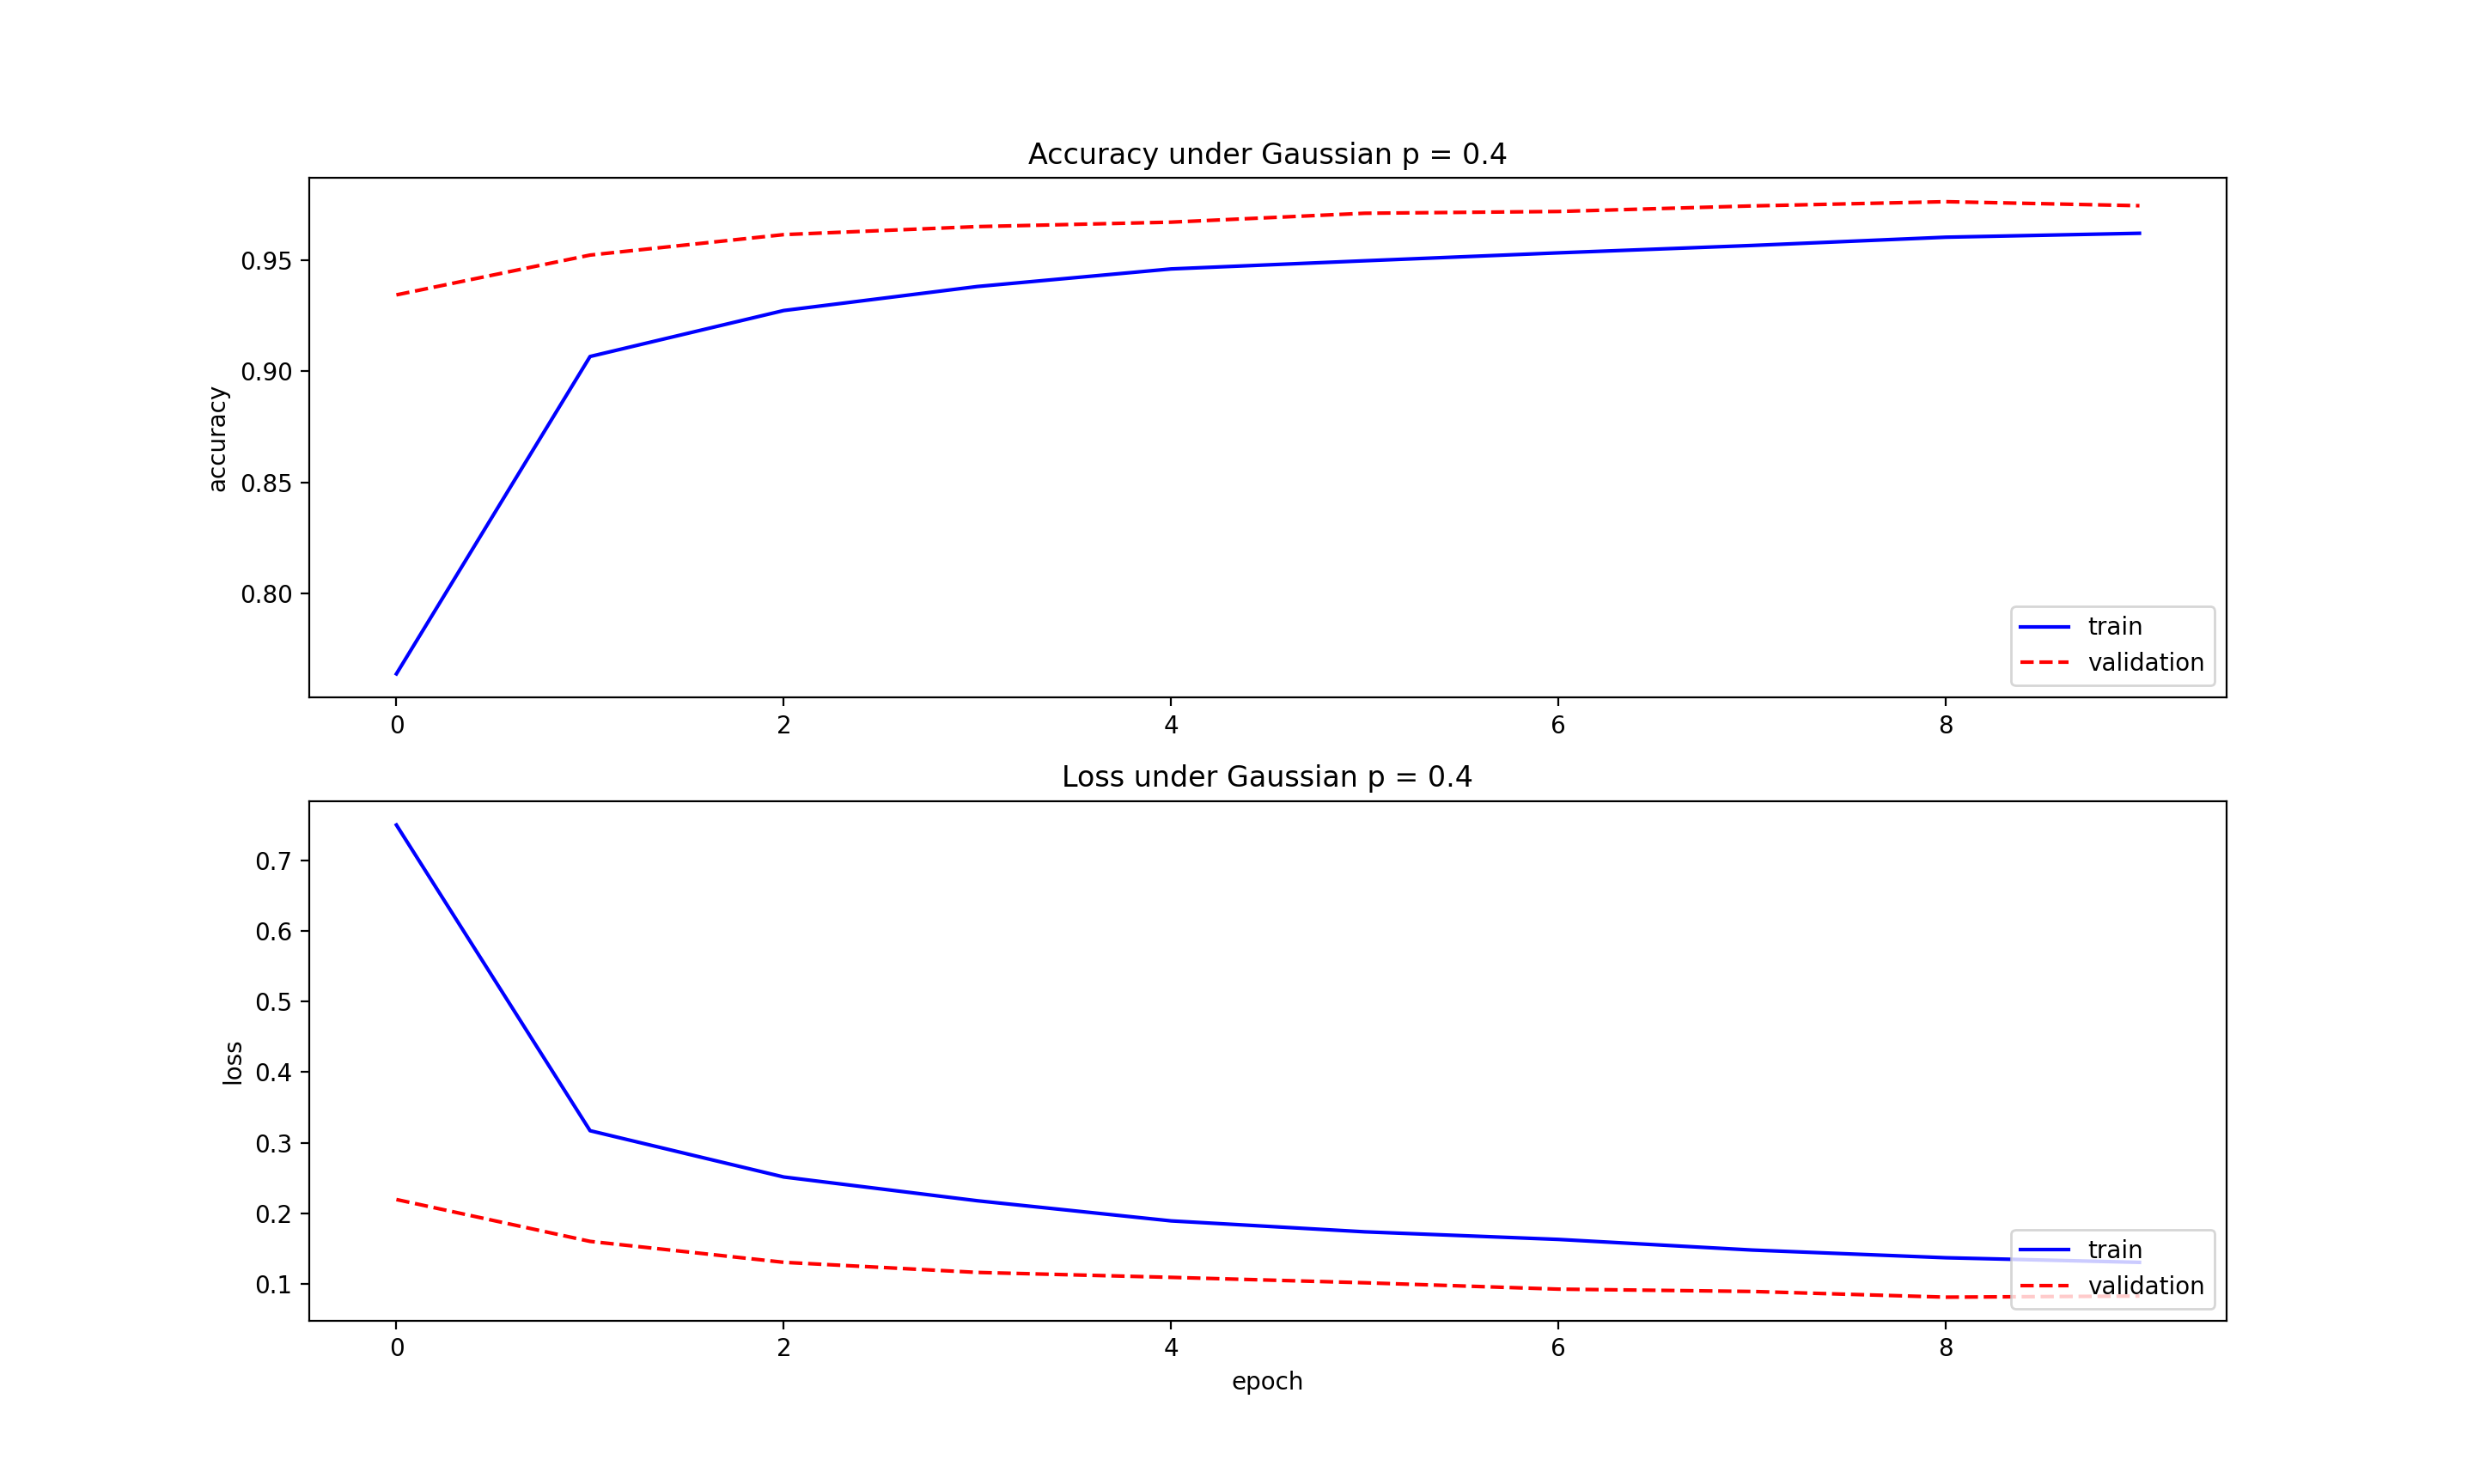 Accuracy under Gaussian p = 0.4
accuracy
0.95
0.90
0.85
0.80
train
validation
0 2 4 6 8
Loss under Gaussian p = 0.4
loss
0.7
0.6
0.5
0.4
0.3
0.2
0.1
train
validation
0 2 4 6 8
epoch